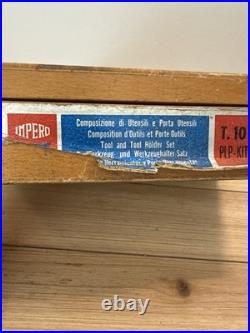 IMPERO
Composizione di Utensili e Porta Utensili
Composition d'Outils et Porte Outils
Tool and Tool Holder Set
und Werkzeughalter-Satz
T. 10
PLP-KIT